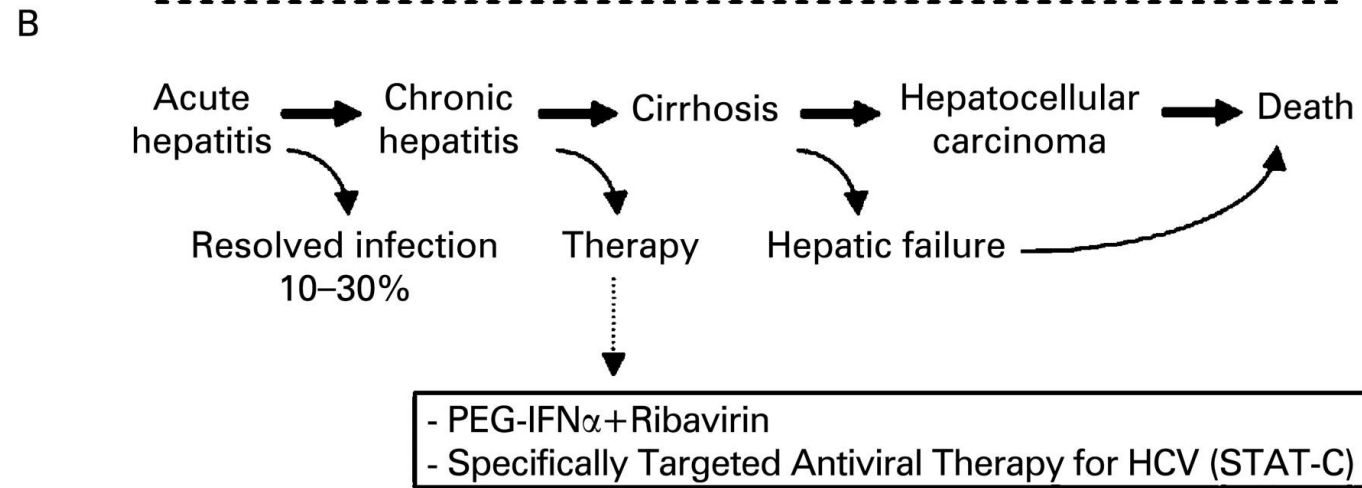 B
Acute hepatitis
Chronic hepatitis
Cirrhosis
Hepatocellular carcinoma
Death
Resolved infection
10–30%
Therapy
Hepatic failure
- PEG-IFNα+Ribavirin
- Specifically Targeted Antiviral Therapy for HCV (STAT-C)